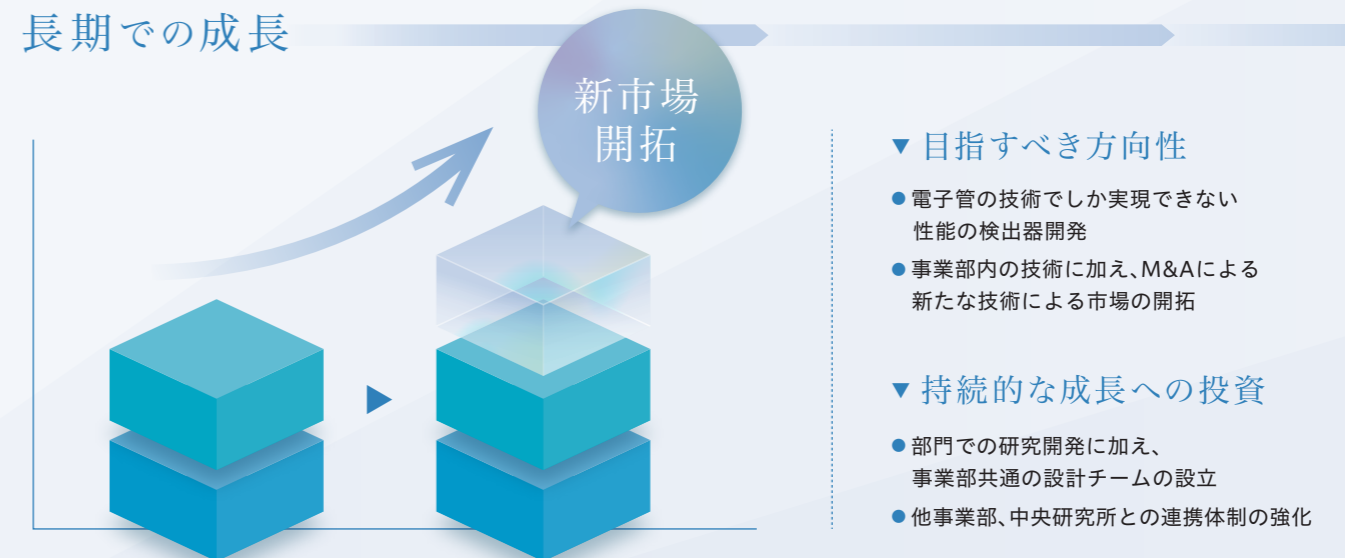 長期での成長
新市場
開拓
▼ 目指すべき方向性
● 電子管の技術でしか実現できない
性能の検出器開発
● 事業部内の技術に加え、M&Aによる
新たな技術による市場の開拓
▼ 持続的な成長への投資
● 部門での研究開発に加え、
事業部共通の設計チームの設立
● 他事業部、中央研究所との連携体制の強化